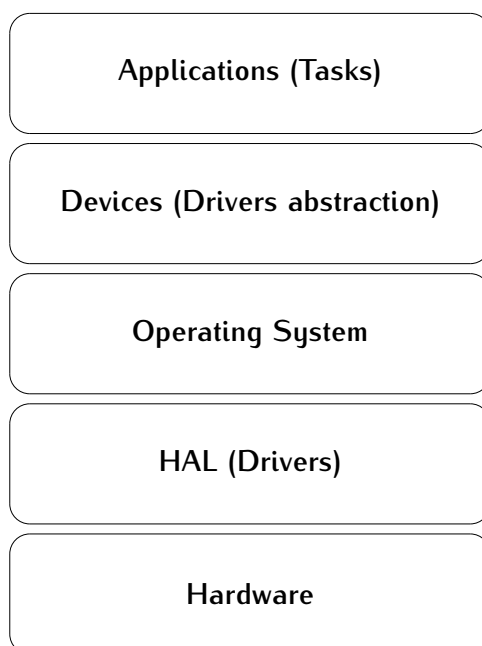 Applications (Tasks)
Devices (Drivers abstraction)
Operating System
HAL (Drivers)
Hardware